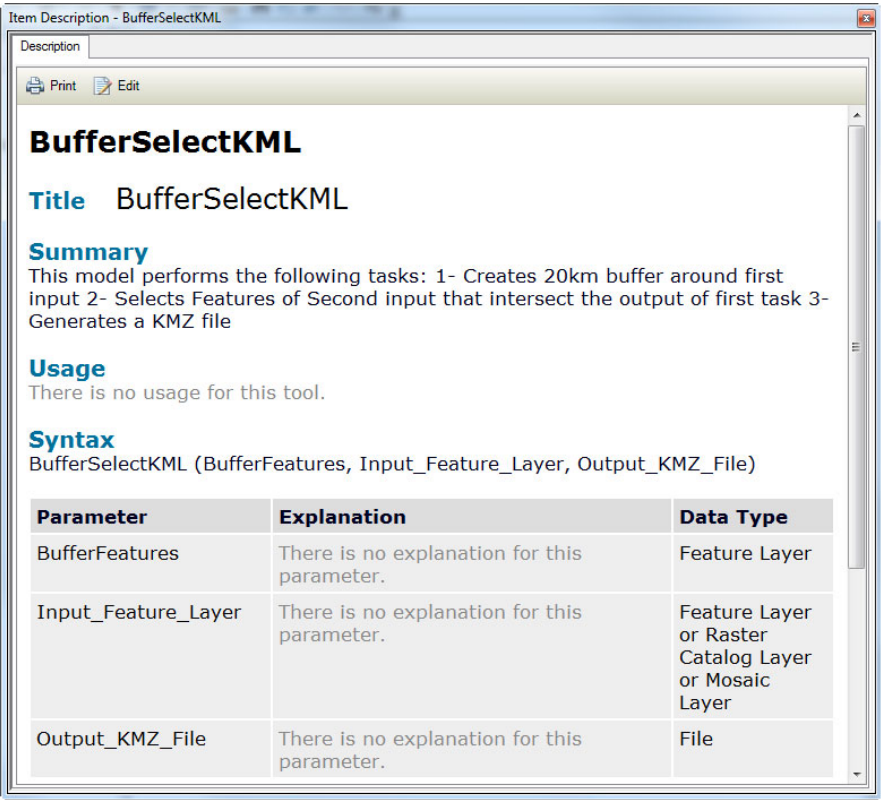 Item Description - BufferSelectKML
Description
Print Edit
BufferSelectKML
Title BufferSelectKML
Summary
This model performs the following tasks: 1- Creates 20km buffer around first
input 2- Selects Features of Second input that intersect the output of first task 3-
Generates a KMZ file
Usage
There is no usage for this tool.
Syntax
BufferSelectKML (BufferFeatures, Input_Feature_Layer, Output_KMZ_File)
Parameter Explanation Data Type
BufferFeatures There is no explanation for this Feature Layer
parameter.
Input_Feature_Layer There is no explanation for this Feature Layer
parameter. or Raster
Catalog Layer
or Mosaic
Layer
Output_KMZ_File There is no explanation for this File
parameter.